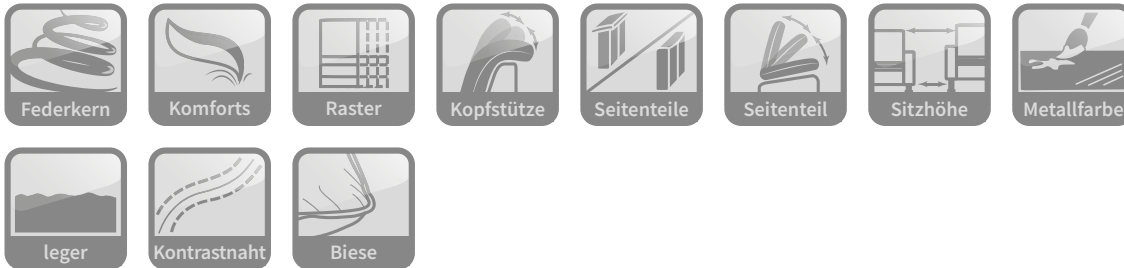 Federkern
Komforts
Raster
Kopfstütze
Seitenteile
Seitenteil
Sitzhöhe
Metallfarbe
leger
Kontrastnaht
Biese